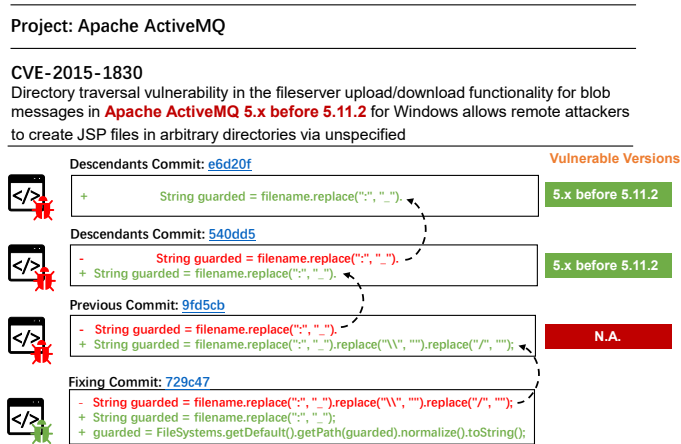 Project: Apache ActiveMQ
CVE-2015-1830
Directory traversal vulnerability in the fileserver upload/download functionality for blob
messages in Apache ActiveMQ 5.x before 5.11.2 for Windows allows remote attackers
to create JSP files in arbitrary directories via unspecified
Vulnerable Versions
Descendants Commit: e6d20f
</>
+ String guarded = filename.replace(":", "_").
5.x before 5.11.2
Descendants Commit: 540dd5
</>
- String guarded = filename.replace(":", "_").
+ String guarded = filename.replace(":", "_").
5.x before 5.11.2
Previous Commit: 9fd5cb
</>
- String guarded = filename.replace(":", "_").
+ String guarded = filename.replace(":", "_").replace("\\", "").replace("/", "");
N.A.
Fixing Commit: 729c47
</>
- String guarded = filename.replace(":", "_").replace("\\", "").replace("/", "");
+ String guarded = filename.replace(":", "_");
+ guarded = FileSystems.getDefault().getPath(guarded).normalize().toString();